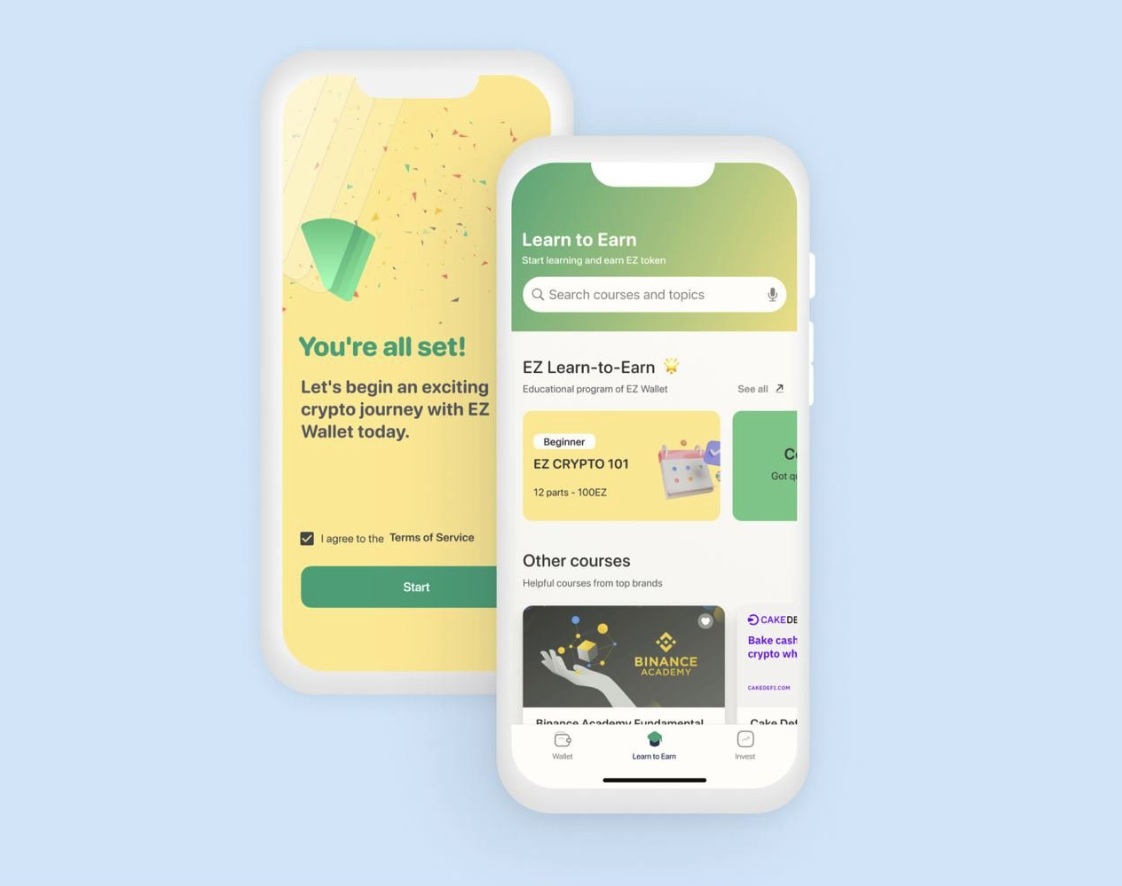 You're all set!
Let's begin an exciting
crypto journey with EZ
Wallet today.
I agree to the Terms of Service
Start
Learn to Earn
Start learning and earn EZ token
Search courses and topics
EZ Learn-to-Earn
Educational program of EZ Wallet
See all
Beginner
EZ CRYPTO 101
12 parts - 100EZ
Got
Other courses
Helpful courses from top brands
BINANCE
ACADEMY
CAKEDE
Bake cash
crypto wh
CAKEDEFI.COM
Binance Academy Fundamental
Cake Def
Wallet
Learn to Earn
Invest